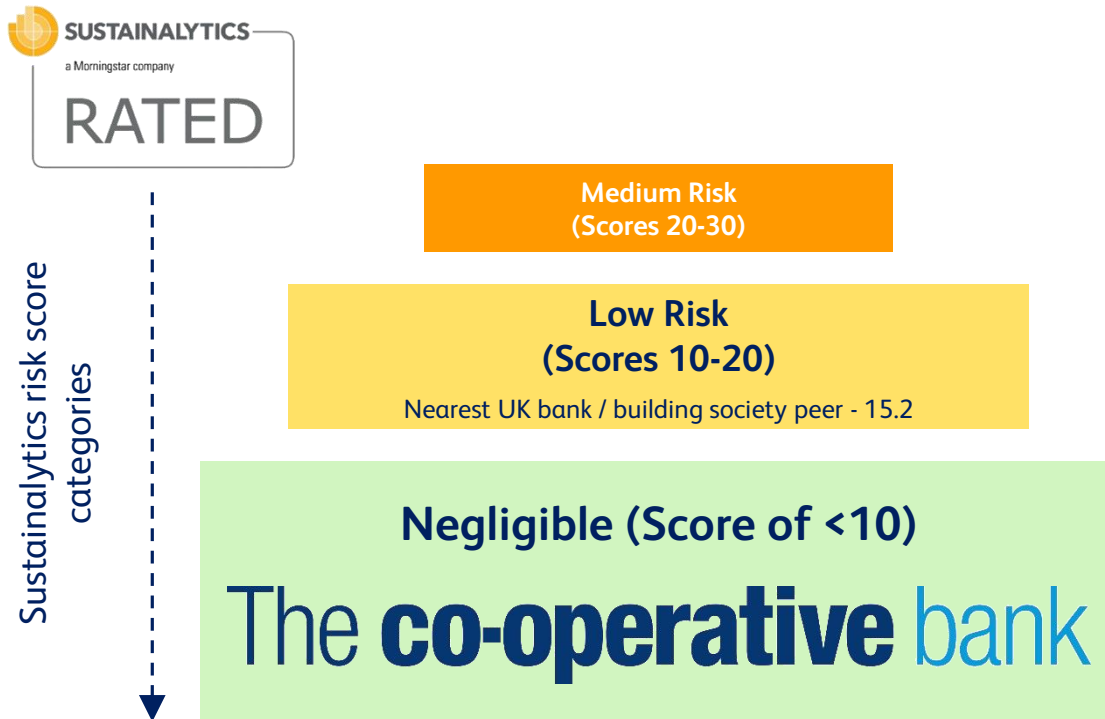 SUSTAINALYTICS
a Morningstar company
RATED
Medium Risk
(Scores 20-30)
Low Risk
(Scores 10-20)
Nearest UK bank / building society peer - 15.2
Negligible (Score of <10)
The co-operative bank
Sustainalytics risk score
categories